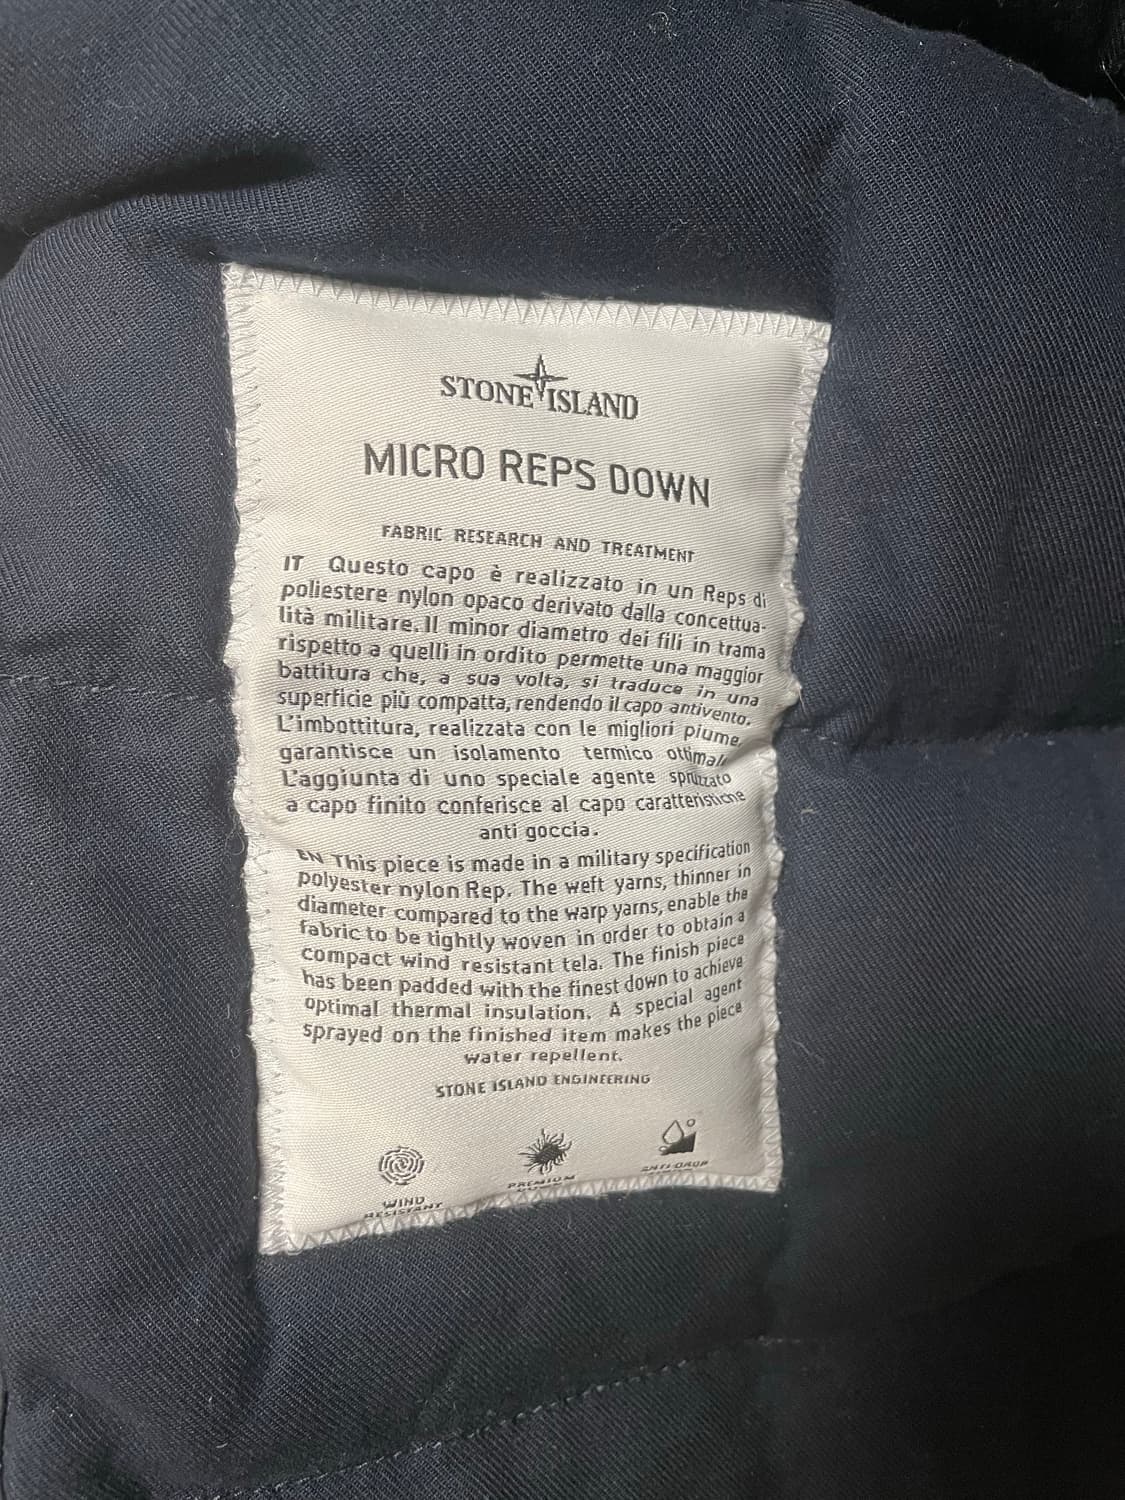 STONE ISLAND
MICRO REPS DOWN
FABRIC RESEARCH AND TREATMENT
IT Questo capo è realizzato in un Reps di
poliestere nylon opaco derivato dalla concettua-
lità militare. Il minor diametro dei fili in trama
rispetto a quelli in ordito permette una maggior
battitura che, a sua volta, si traduce in una
superficie più compatta, rendendo il capo antivento.
L'imbottitura, realizzata con le migliori piume,
garantisce un isolamento termico ottimale
L'aggiunta di uno speciale agente spruzzato
a capo finito conferisce al capo caratteristiche
anti goccia.
EN This piece is made in a military specification
polyester nylon Rep. The weft yarns, thinner in
diameter compared to the warp yarns, enable the
fabric to be tightly woven in order to obtain a
compact wind resistant tela. The finish piece
has been padded with the finest down to achieve
optimal thermal insulation. A special agent
sprayed on the finished item makes the piece
water repellent.
STONE ISLAND ENGINEERING
WIND
RESISTANT
PREMIUM
ANTI-DROP